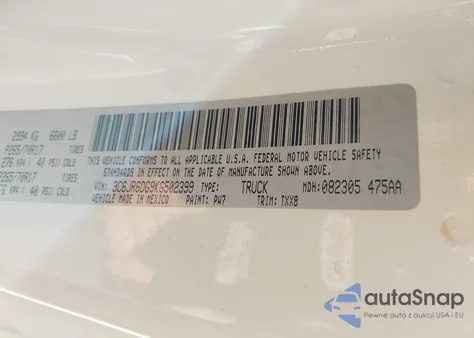 2994 KG 6600 LB
P265/70R17 TIRES
276 KPA / 40 PSI COLD
P265/70R17 TIRES
276 KPA / 40 PSI COLD
THIS VEHICLE CONFORMS TO ALL APPLICABLE U.S.A. FEDERAL MOTOR VEHICLE SAFETY
STANDARDS IN EFFECT ON THE DATE OF MANUFACTURE SHOWN ABOVE.
VIN: 3C6JR6DG9KG502399 TYPE: TRUCK MDH: 082305 475AA
VEHICLE MADE IN MEXICO PAINT: PW7 TRIM: TXX8
autaSnap
Pewne auta z aukcji USA i EU